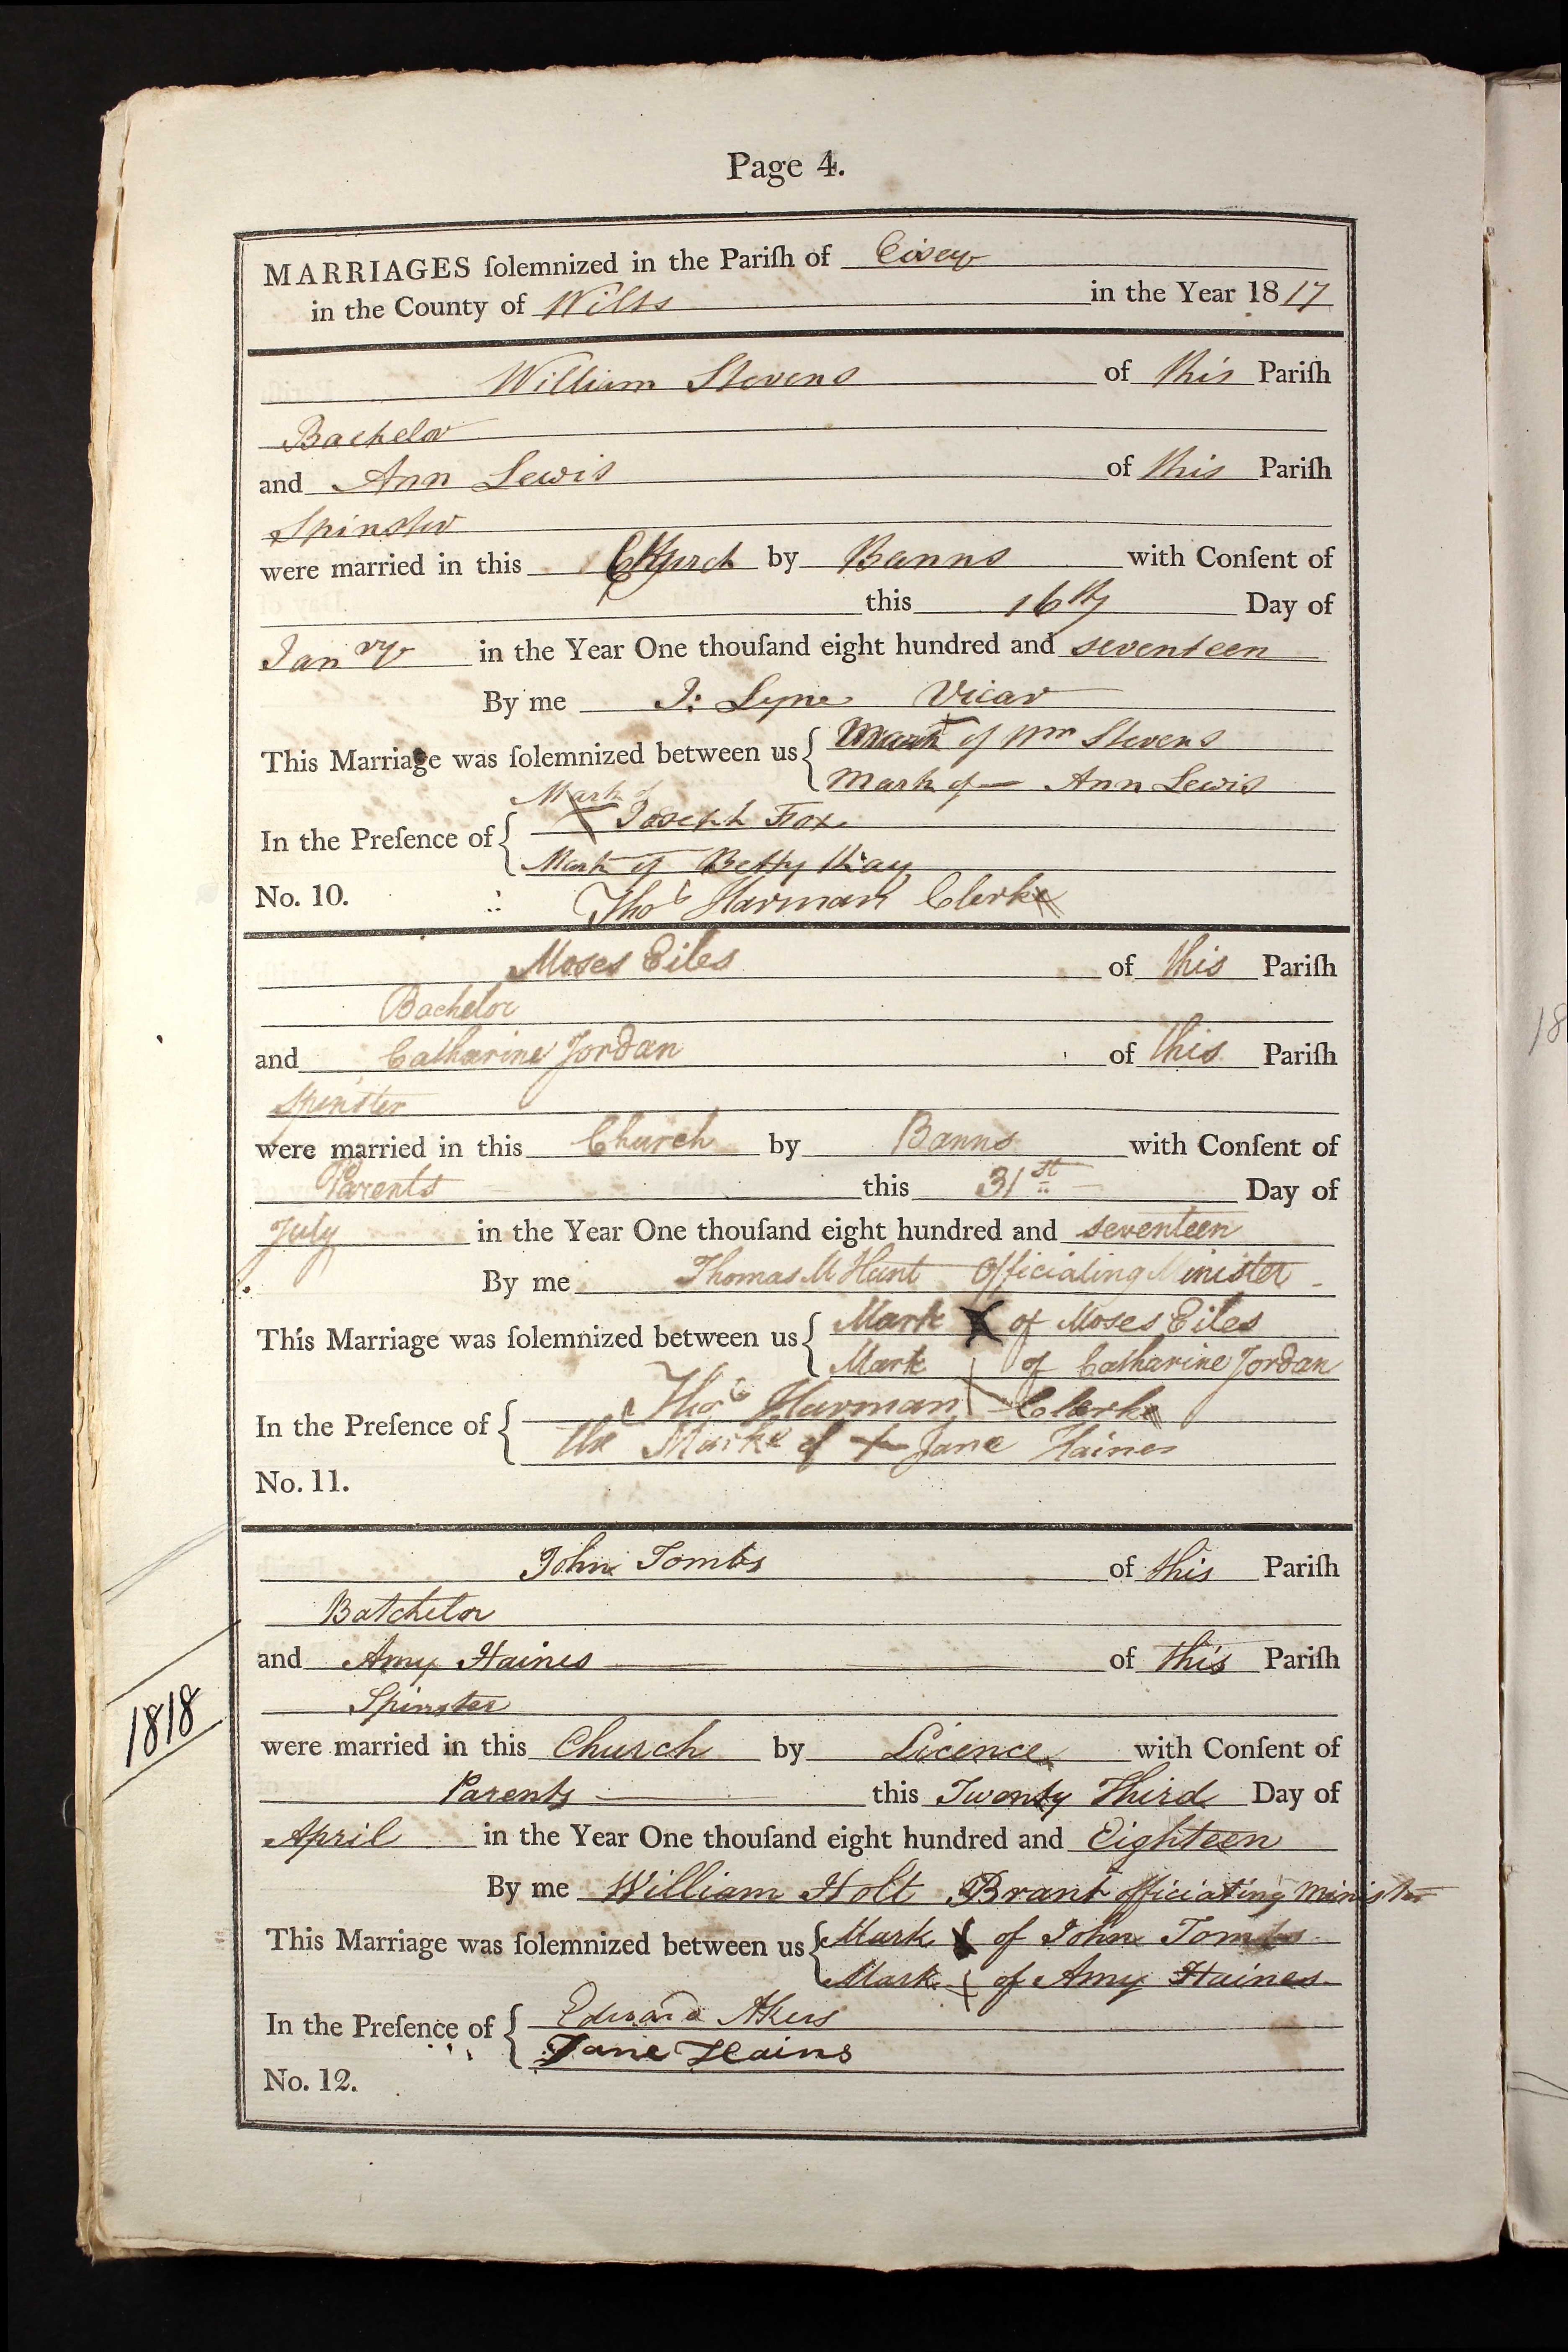 Page 4.
MARRIAGES ſolemnized in the Pariſh of Eisey
in the County of Wilts in the Year 1817
William Stevens of this Pariſh
Bachelor
and Ann Lewis of this Pariſh
Spinster
were married in this Church by Banns with Conſent of
this 16th Day of
Janry in the Year One thouſand eight hundred and seventeen
By me J: Lyne Vicar
This Marriage was ſolemnized between us { Mark of Wm Stevens
Mark of Ann Lewis
Mark of
In the Preſence of { X Joseph Fox
Mark of Betty
No. 10. Thos Harman Clerk
Moses Eiles of this Pariſh
Bachelor
and Catharine Jordan of this Pariſh
Spinster
were married in this Church by Banns with Conſent of
Parents this 31st Day of
July in the Year One thouſand eight hundred and seventeen
By me Thomas M Hunt Officiating Minister
This Marriage was ſolemnized between us { Mark X of Moses Eiles
Mark X of Catharine Jordan
In the Preſence of { Thos Harman Clerk
the Mark of + Jane Haines
No. 11.
John Tombs of this Pariſh
Batchelor
and Amy Haines of this Pariſh
Spinster
1818
were married in this Church by Licence with Conſent of
Parents this Twenty Third Day of
April in the Year One thouſand eight hundred and Eighteen
By me William Holt Brant officiating Minister
This Marriage was ſolemnized between us { Mark X of John Tombs
Mark X of Amy Haines
In the Preſence of { Edward Akers
Jane Hains
No. 12.
18